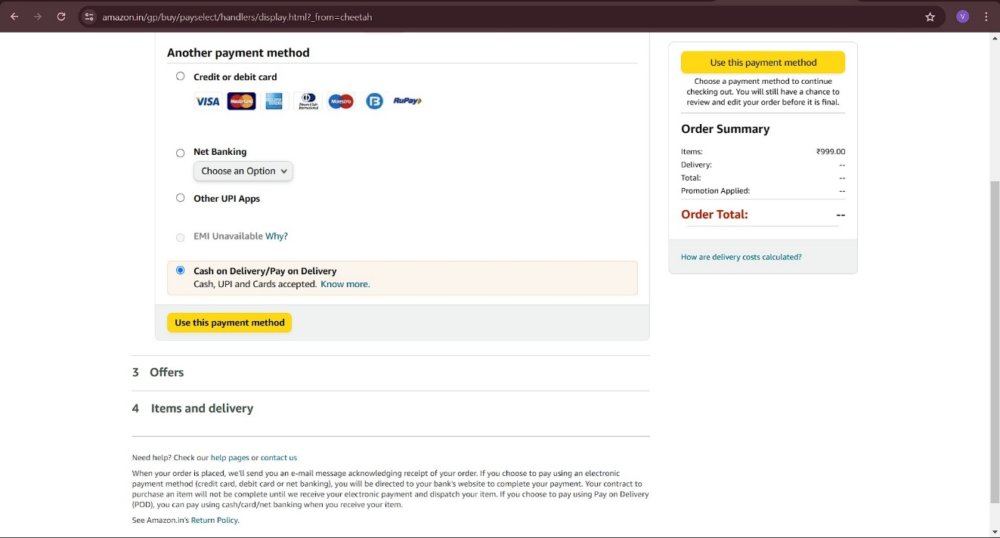 amazon.in/gp/buy/payselect/handlers/display.html?_from=cheetah
V
Another payment method
Credit or debit card
VISA MasterCard AMERICAN EXPRESS Diners Club International Maestro RuPay
Net Banking
Choose an Option
Other UPI Apps
EMI Unavailable Why?
Cash on Delivery/Pay on Delivery
Cash, UPI and Cards accepted. Know more.
Use this payment method
3 Offers
4 Items and delivery
Need help? Check our help pages or contact us
When your order is placed, we'll send you an e-mail message acknowledging receipt of your order. If you choose to pay using an electronic
payment method (credit card, debit card or net banking), you will be directed to your bank's website to complete your payment. Your contract to
purchase an item will not be complete until we receive your electronic payment and dispatch your item. If you choose to pay using Pay on Delivery
(POD), you can pay using cash/card/net banking when you receive your item.
See Amazon.in's Return Policy.
Use this payment method
Choose a payment method to continue
checking out. You will still have a chance to
review and edit your order before it is final.
Order Summary
Items: ₹999.00
Delivery: --
Total: --
Promotion Applied: --
Order Total: --
How are delivery costs calculated?